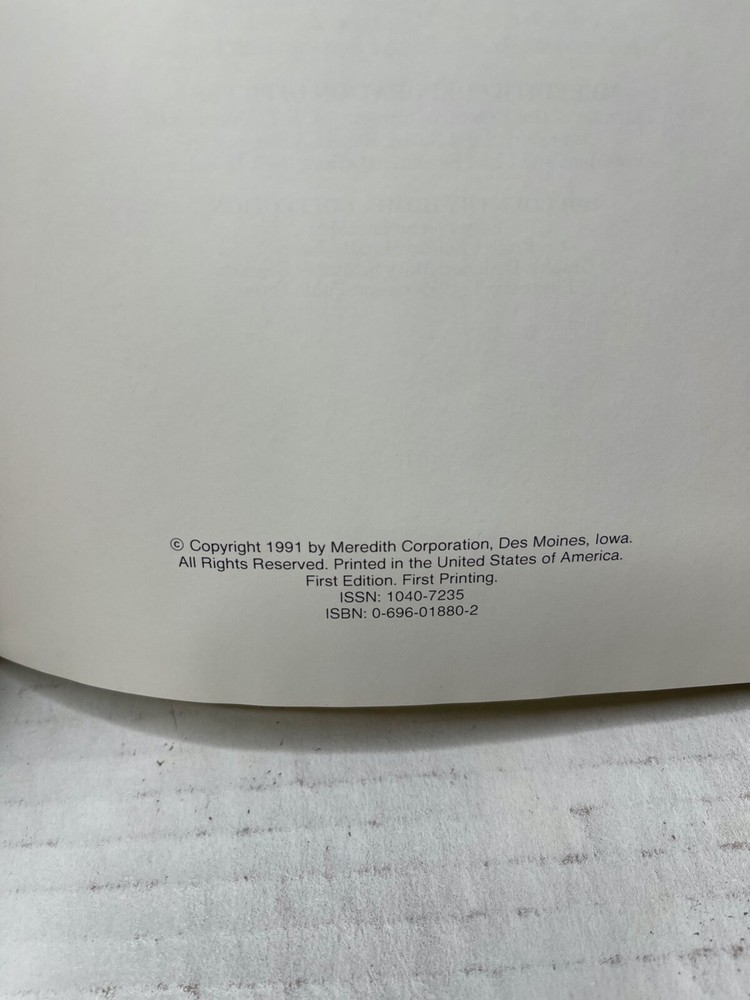 © Copyright 1991 by Meredith Corporation, Des Moines, Iowa.
All Rights Reserved. Printed in the United States of America.
First Edition. First Printing.
ISSN: 1040-7235
ISBN: 0-696-01880-2